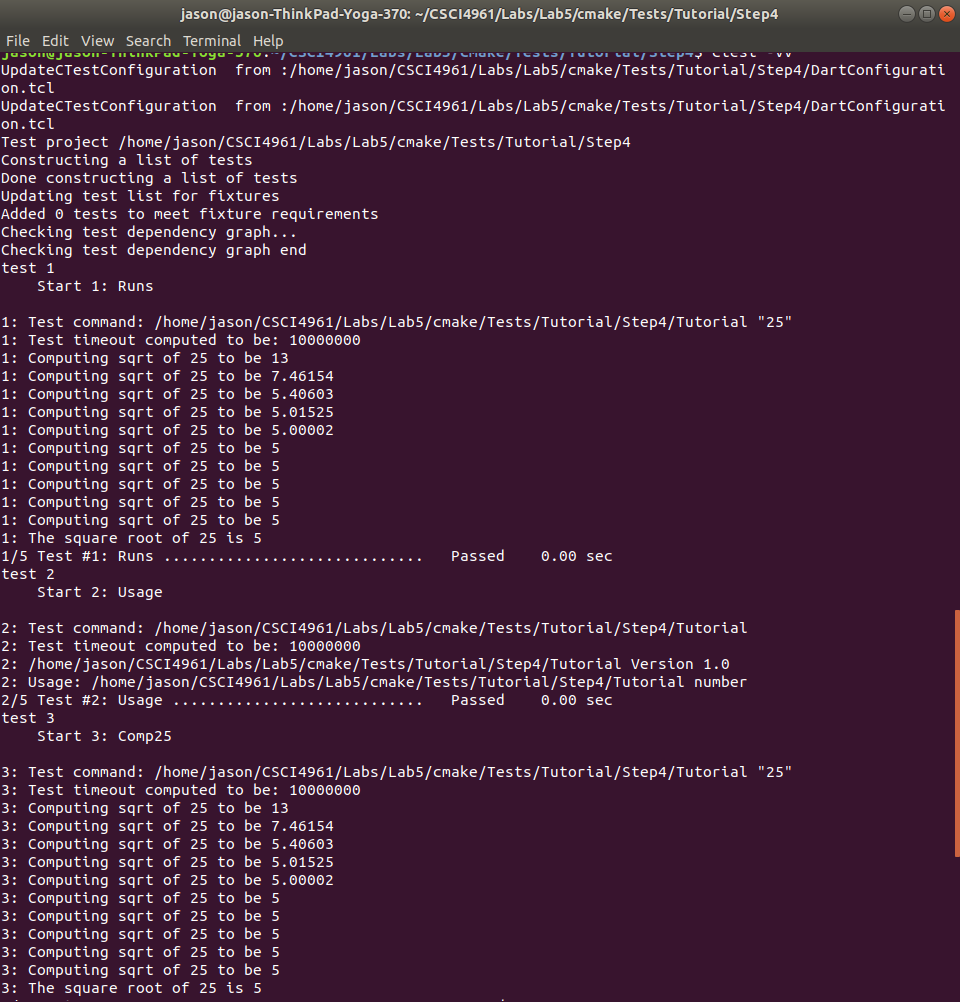 jason@jason-ThinkPad-Yoga-370: ~/CSCI4961/Labs/Lab5/cmake/Tests/Tutorial/Step4
File Edit View Search Terminal Help
jason@jason-ThinkPad-Yoga-370:~/CSCI4961/Labs/Lab5/cmake/Tests/Tutorial/Step4$ ctest -VV
UpdateCTestConfiguration  from :/home/jason/CSCI4961/Labs/Lab5/cmake/Tests/Tutorial/Step4/DartConfigurati
on.tcl
UpdateCTestConfiguration  from :/home/jason/CSCI4961/Labs/Lab5/cmake/Tests/Tutorial/Step4/DartConfigurati
on.tcl
Test project /home/jason/CSCI4961/Labs/Lab5/cmake/Tests/Tutorial/Step4
Constructing a list of tests
Done constructing a list of tests
Updating test list for fixtures
Added 0 tests to meet fixture requirements
Checking test dependency graph...
Checking test dependency graph end
test 1
    Start 1: Runs

1: Test command: /home/jason/CSCI4961/Labs/Lab5/cmake/Tests/Tutorial/Step4/Tutorial "25"
1: Test timeout computed to be: 10000000
1: Computing sqrt of 25 to be 13
1: Computing sqrt of 25 to be 7.46154
1: Computing sqrt of 25 to be 5.40603
1: Computing sqrt of 25 to be 5.01525
1: Computing sqrt of 25 to be 5.00002
1: Computing sqrt of 25 to be 5
1: Computing sqrt of 25 to be 5
1: Computing sqrt of 25 to be 5
1: Computing sqrt of 25 to be 5
1: Computing sqrt of 25 to be 5
1: The square root of 25 is 5
1/5 Test #1: Runs .............................   Passed    0.00 sec
test 2
    Start 2: Usage

2: Test command: /home/jason/CSCI4961/Labs/Lab5/cmake/Tests/Tutorial/Step4/Tutorial
2: Test timeout computed to be: 10000000
2: /home/jason/CSCI4961/Labs/Lab5/cmake/Tests/Tutorial/Step4/Tutorial Version 1.0
2: Usage: /home/jason/CSCI4961/Labs/Lab5/cmake/Tests/Tutorial/Step4/Tutorial number
2/5 Test #2: Usage ............................   Passed    0.00 sec
test 3
    Start 3: Comp25

3: Test command: /home/jason/CSCI4961/Labs/Lab5/cmake/Tests/Tutorial/Step4/Tutorial "25"
3: Test timeout computed to be: 10000000
3: Computing sqrt of 25 to be 13
3: Computing sqrt of 25 to be 7.46154
3: Computing sqrt of 25 to be 5.40603
3: Computing sqrt of 25 to be 5.01525
3: Computing sqrt of 25 to be 5.00002
3: Computing sqrt of 25 to be 5
3: Computing sqrt of 25 to be 5
3: Computing sqrt of 25 to be 5
3: Computing sqrt of 25 to be 5
3: Computing sqrt of 25 to be 5
3: The square root of 25 is 5